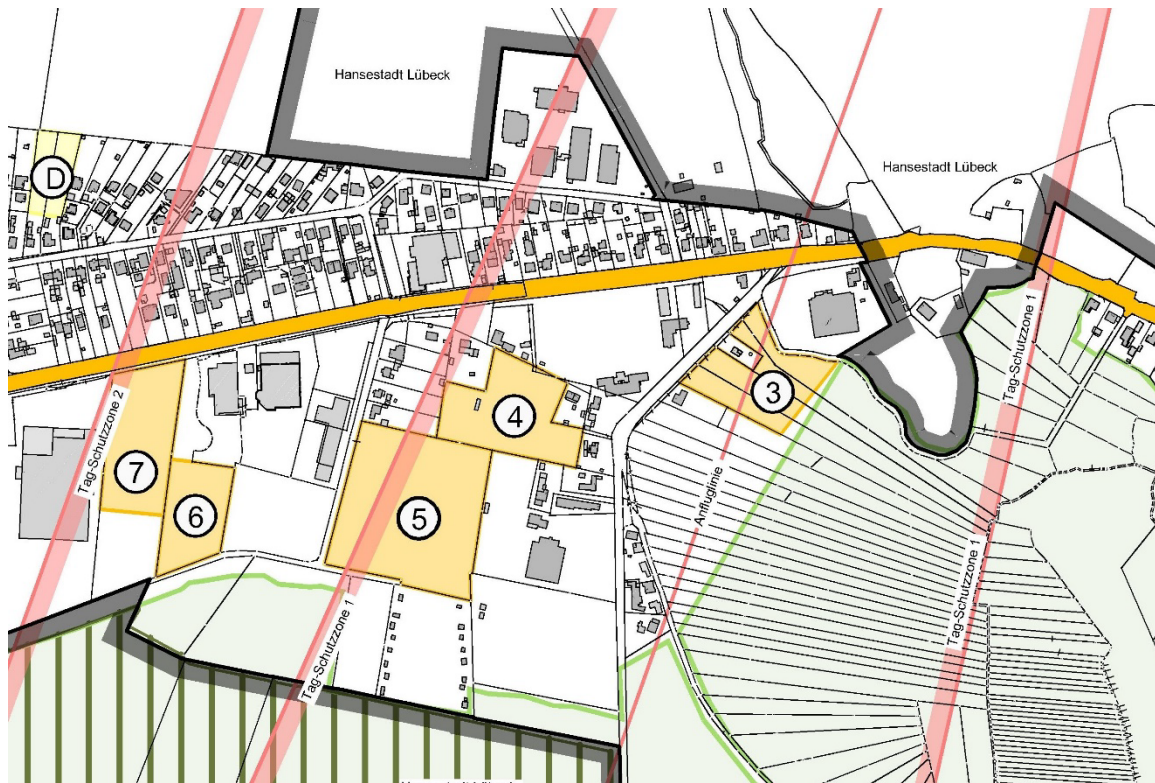 Hansestadt Lübeck
Hansestadt Lübeck
D
Tag-Schutzzone 1
3
4
Tag-Schutzzone 2
7
5
6
Anfluglinie
Tag-Schutzzone 1
Tag-Schutzzone 1